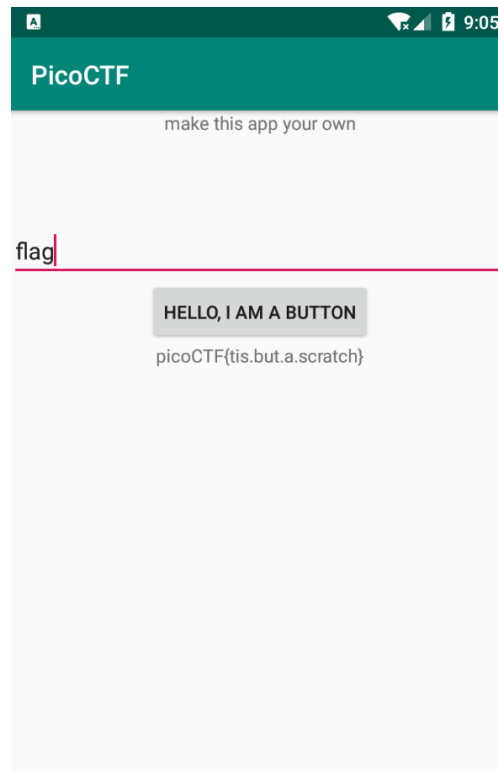 9:05
PicoCTF
make this app your own
flag
HELLO, I AM A BUTTON
picoCTF{tis.but.a.scratch}